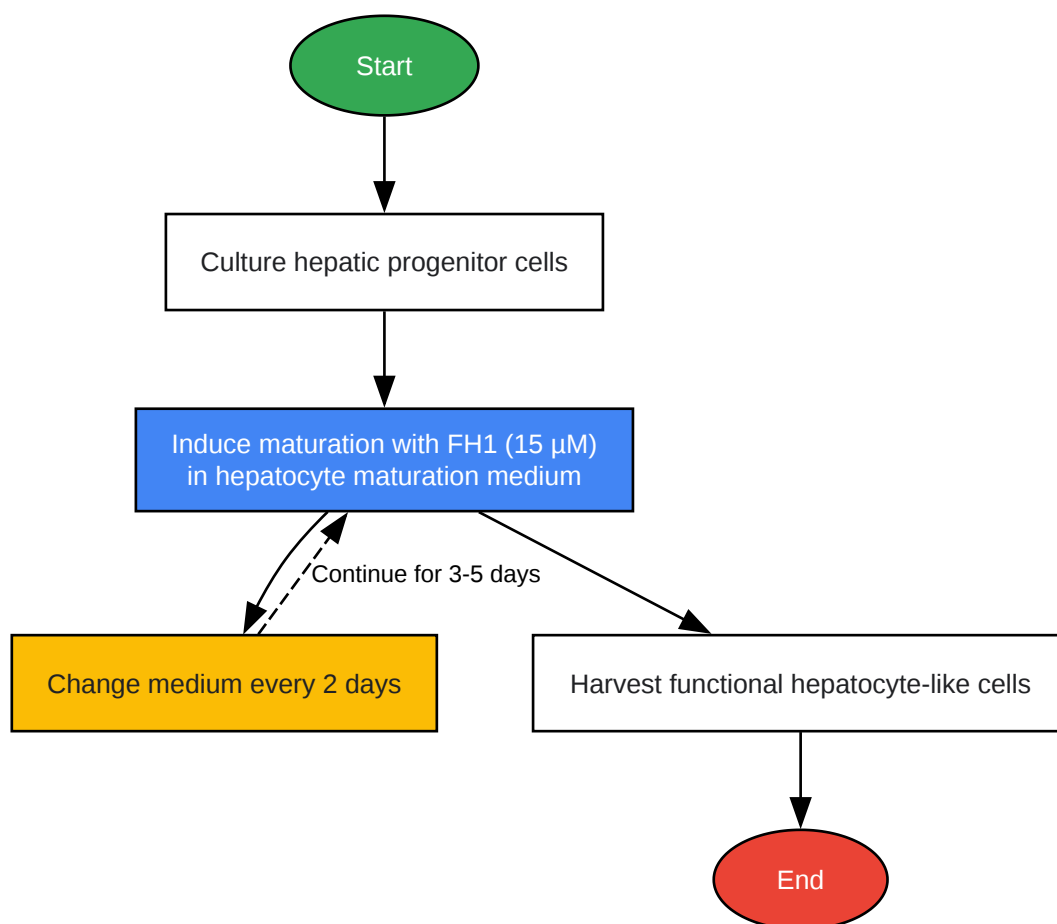 Start
Culture hepatic progenitor cells
Induce maturation with FH1 (15 µM)
in hepatocyte maturation medium
Continue for 3-5 days
Change medium every 2 days
Harvest functional hepatocyte-like cells
End